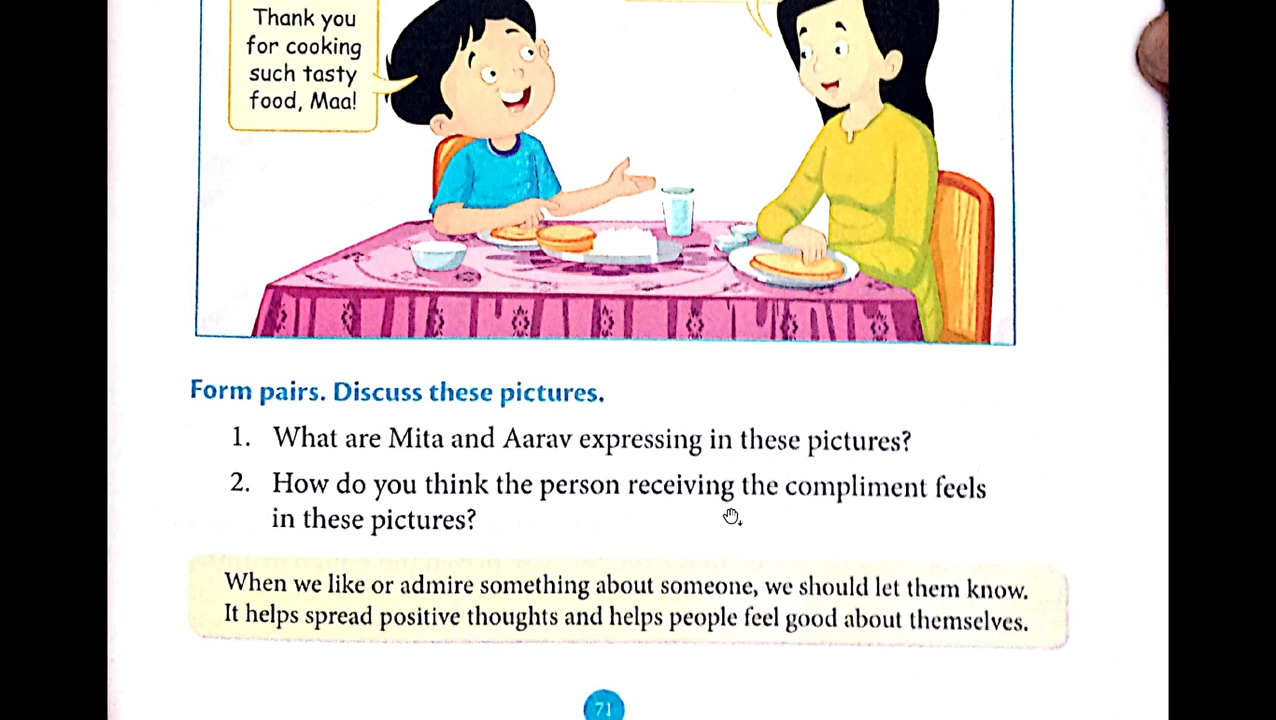 Thank you
for cooking
such tasty
food, Maa!
Form pairs. Discuss these pictures.
1. What are Mita and Aarav expressing in these pictures?
2. How do you think the person receiving the compliment feels
in these pictures?
When we like or admire something about someone, we should let them know.
It helps spread positive thoughts and helps people feel good about themselves.
71